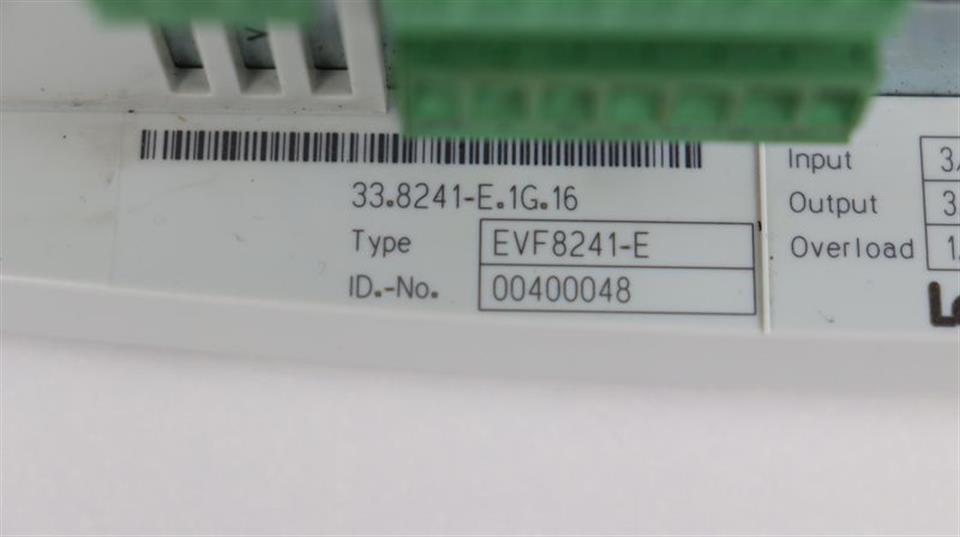 33.8241-E.1G.16
Type EVF8241-E
ID.-No. 00400048
Input
Output
Overload